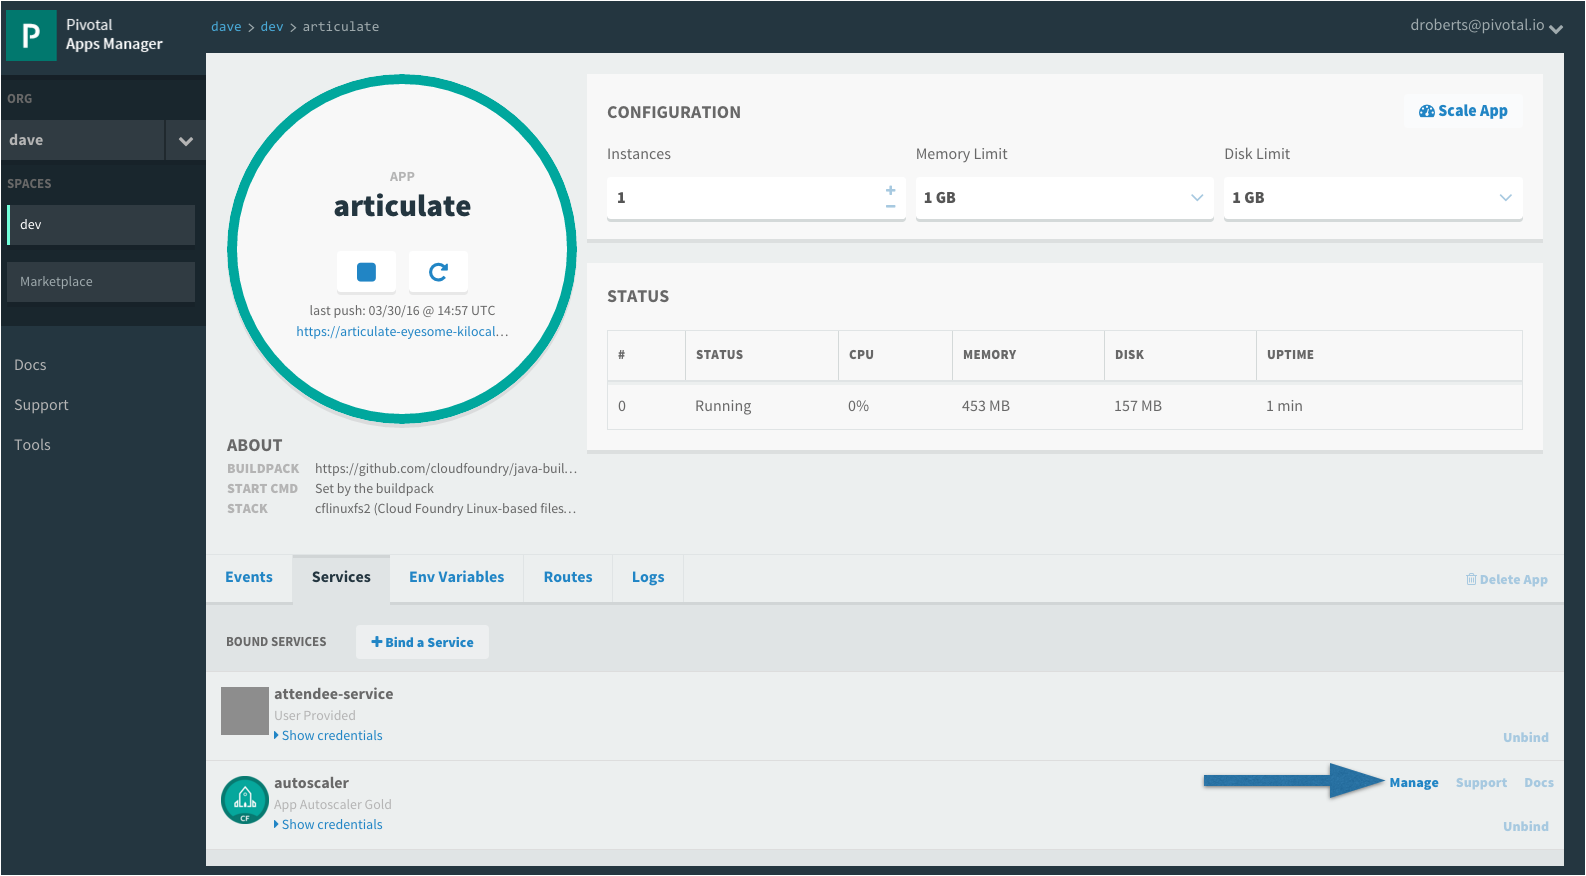 P
Pivotal
Apps Manager
dave > dev > articulate
droberts@pivotal.io
ORG
dave
SPACES
dev
Marketplace
Docs
Support
Tools
APP
articulate
last push: 03/30/16 @ 14:57 UTC
https://articulate-eyesome-kilocal...
ABOUT
BUILDPACK https://github.com/cloudfoundry/java-buil...
START CMD Set by the buildpack
STACK cflinuxfs2 (Cloud Foundry Linux-based files...
CONFIGURATION
Scale App
Instances Memory Limit Disk Limit
1 1 GB 1 GB
STATUS
# STATUS CPU MEMORY DISK UPTIME
0 Running 0% 453 MB 157 MB 1 min
Events Services Env Variables Routes Logs Delete App
BOUND SERVICES + Bind a Service
attendee-service
User Provided
Show credentials
Unbind
autoscaler Manage Support Docs
App Autoscaler Gold
CF
Show credentials
Unbind